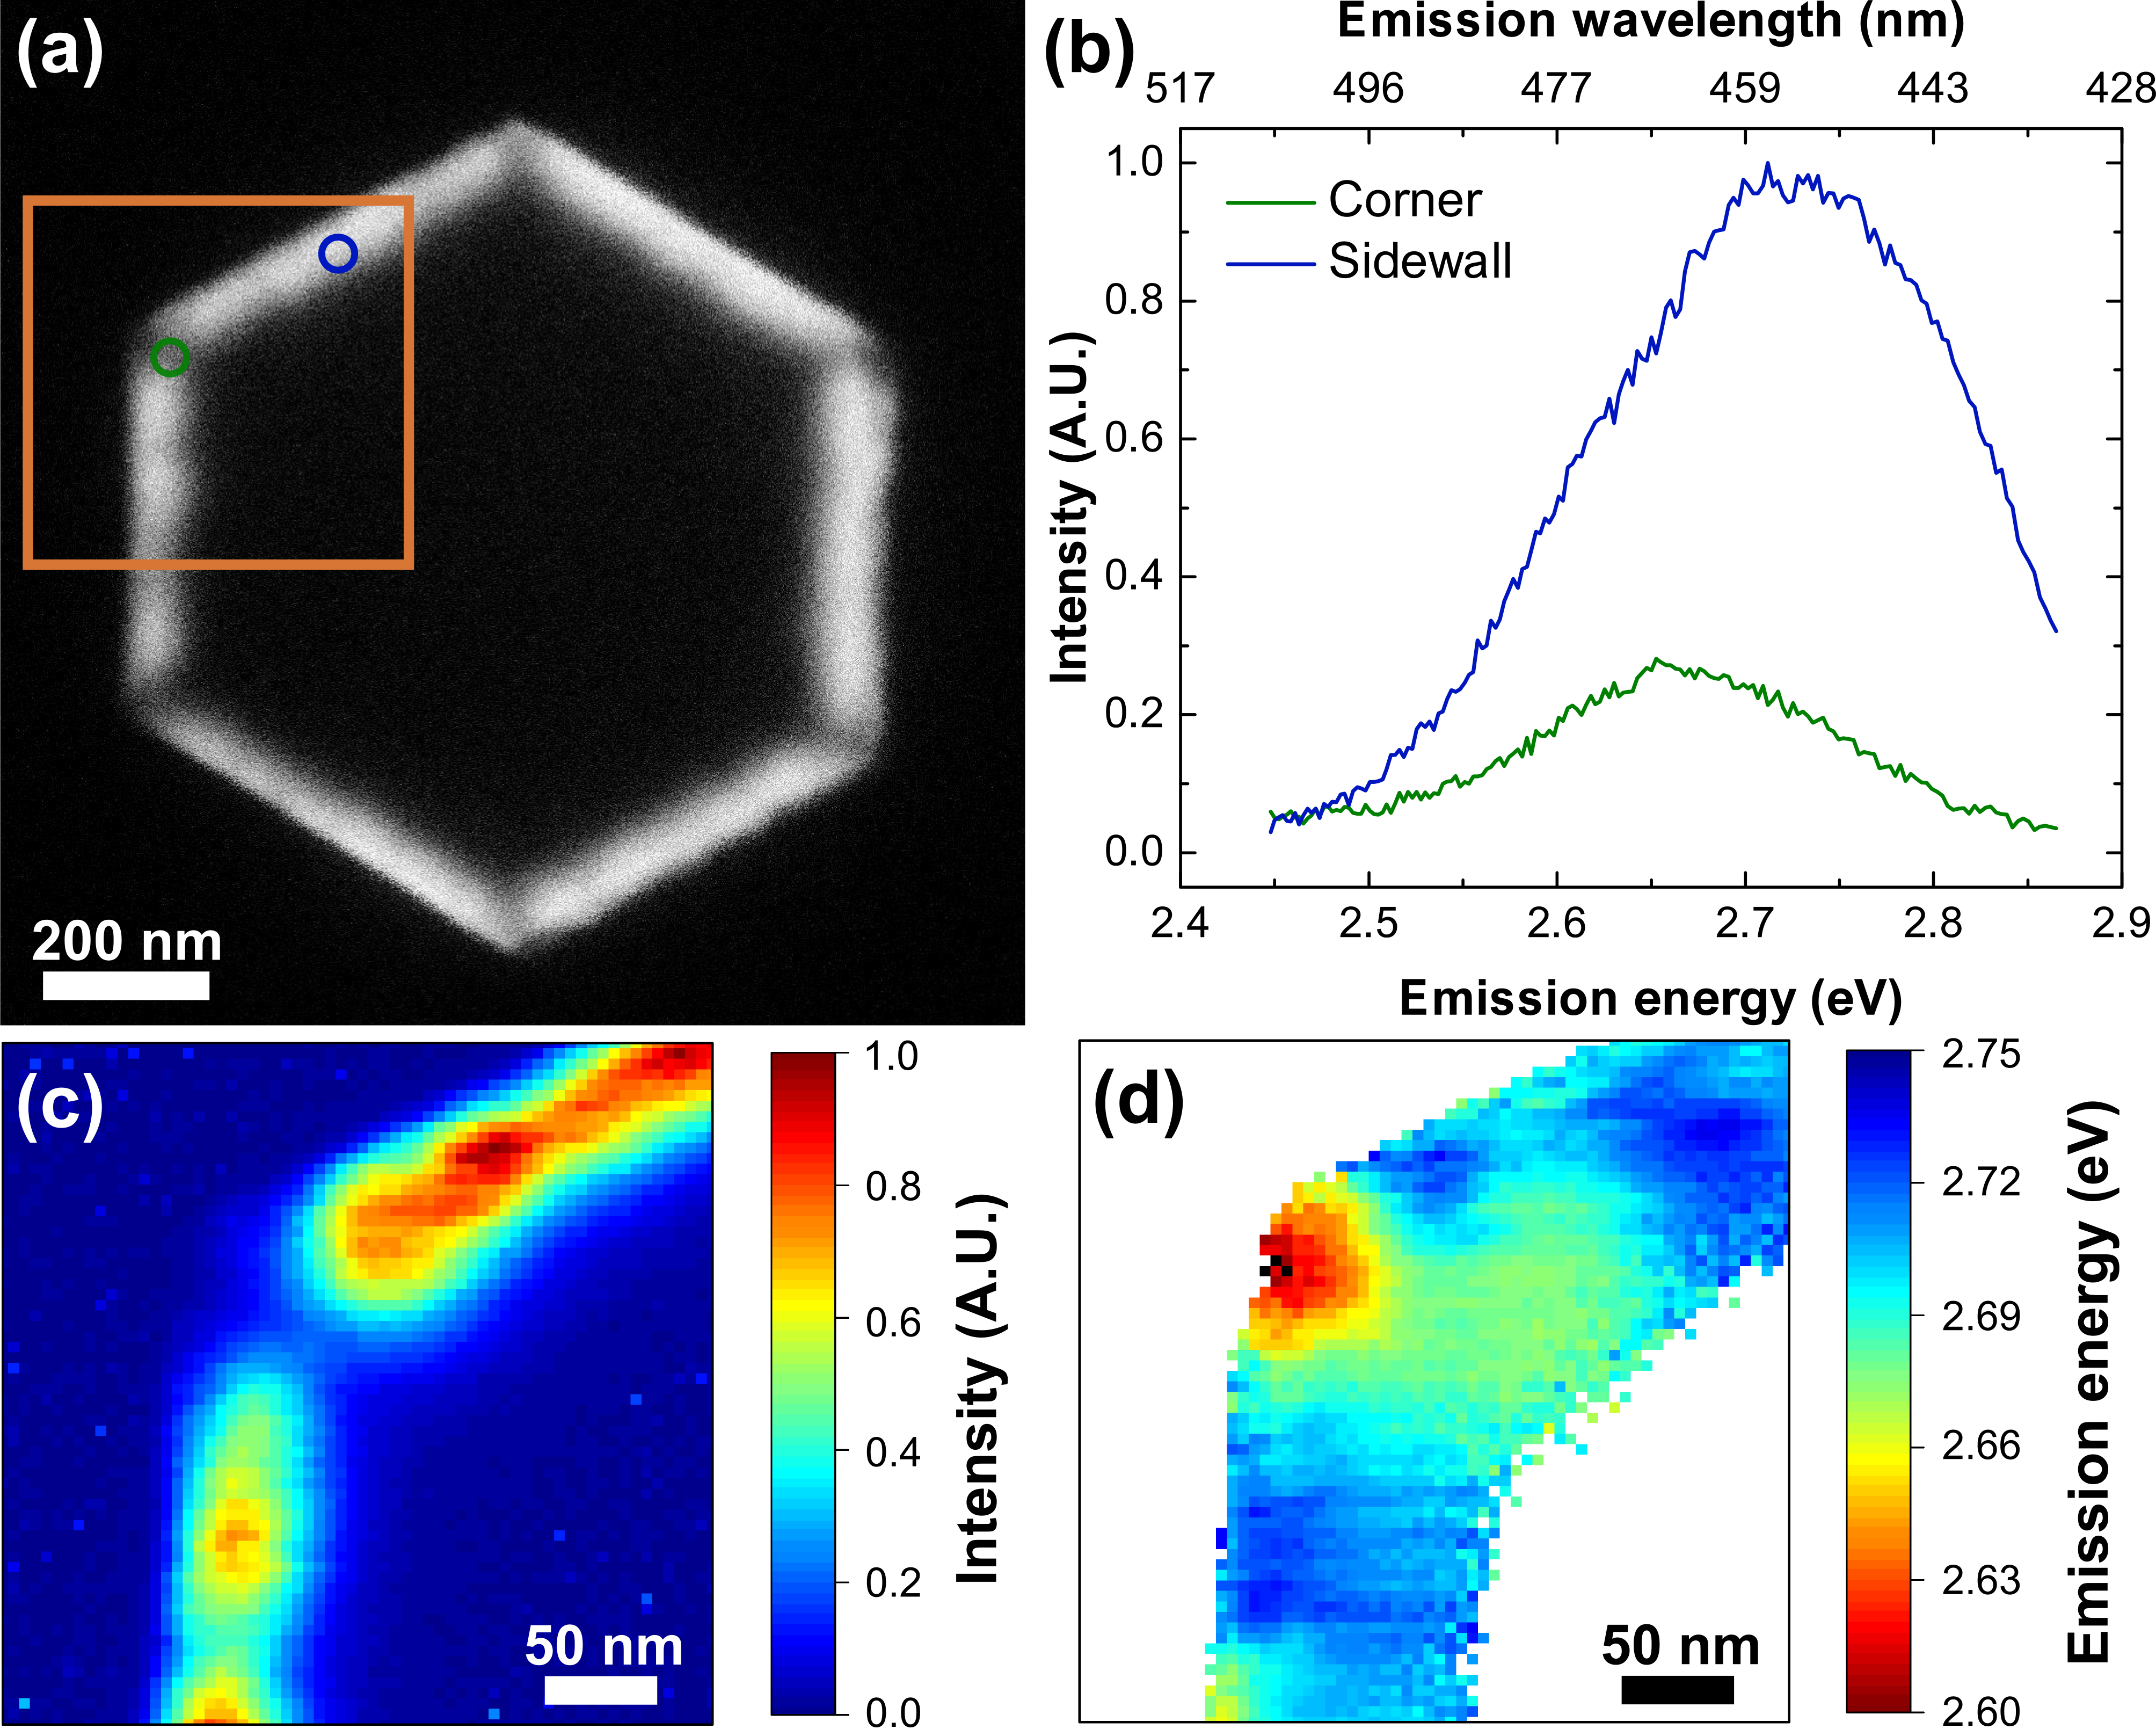 (a)
200 nm
(b)
Emission wavelength (nm)
517 496 477 459 443 428
Corner
Sidewall
Intensity (A.U.)
1.0
0.8
0.6
0.4
0.2
0.0
2.4 2.5 2.6 2.7 2.8 2.9
Emission energy (eV)
(c)
50 nm
1.0
0.8
0.6
0.4
0.2
0.0
Intensity (A.U.)
(d)
50 nm
2.75
2.72
2.69
2.66
2.63
2.60
Emission energy (eV)